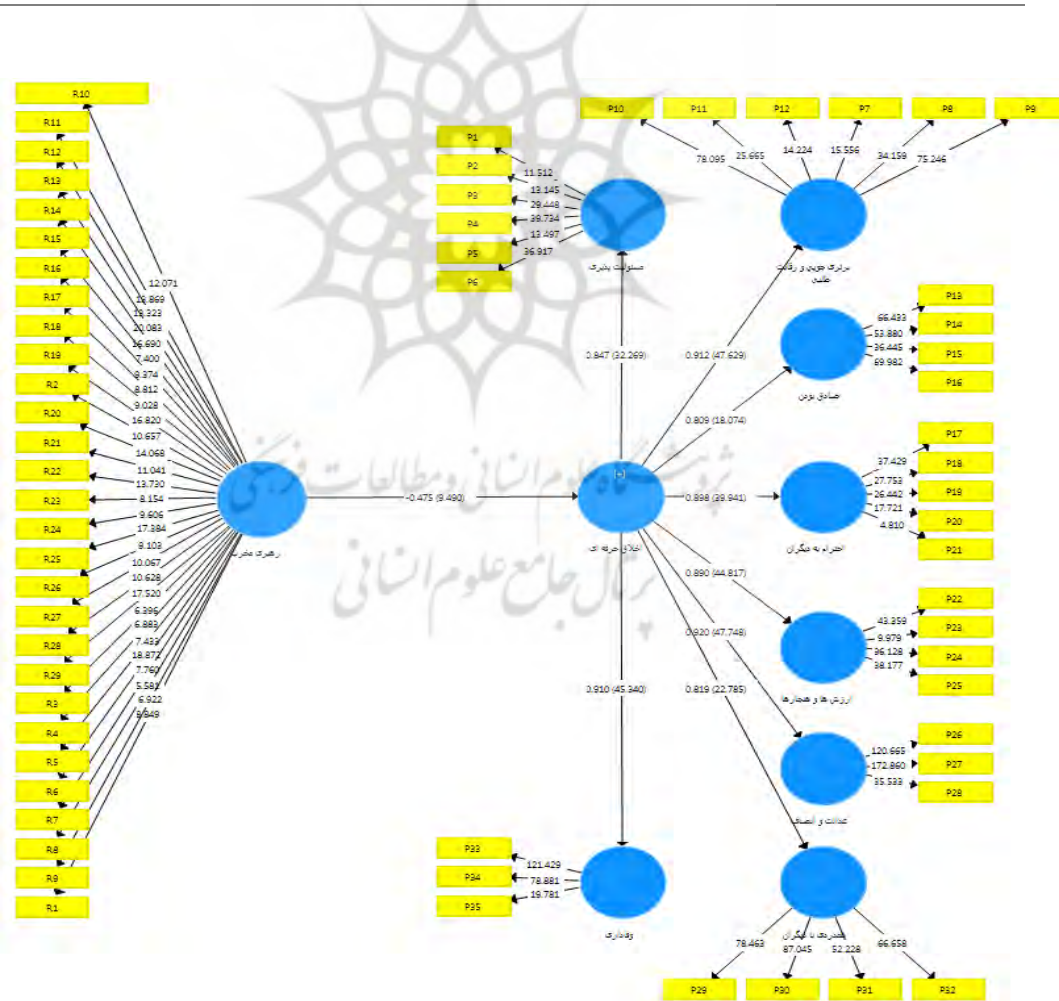 R10
R11
R12
R13
R14
R15
R16
R17
R18
R19
R2
R20
R21
R22
R23
R24
R25
R26
R27
R28
R29
R3
R4
R5
R6
R7
R8
R9
R1
12.071
13.323
20.083
16.690
7.400
9.374
8.812
9.028
16.820
10.657
14.068
11.041
13.730
8.154
9.606
17.384
9.103
10.067
10.628
17.520
6.396
6.883
7.433
18.872
7.760
5.581
6.922
8.849
رهبری مخرب
-0.475 (9.490)
[+]
اخلاق حرفه ای
P1
P2
P3
P4
P5
P6
11.512
13.145
29.448
39.734
13.497
36.917
مسئولیت پذیری
0.847 (32.269)
P10
P11
P12
P7
P8
P9
78.095
25.665
14.224
15.556
34.159
75.246
برتری جویی و رقابت
طلبی
0.912 (47.629)
P13
P14
P15
P16
66.433
53.880
36.445
69.982
صادق بودن
0.809 (18.074)
P17
P18
P19
P20
P21
37.429
27.753
26.442
17.721
4.810
احترام به دیگران
0.898 (39.941)
P22
P23
P24
P25
43.359
9.979
36.128
38.177
ارزش ها و هنجارها
0.890 (44.817)
P26
P27
P28
120.665
172.860
35.533
عدالت و انصاف
0.920 (47.748)
همدردی با دیگران
0.819 (22.785)
78.463
87.045
52.228
66.658
P29
P30
P31
P32
0.910 (45.340)
P33
P34
P35
121.429
78.881
19.781
وفاداری
پژوهشگاه علوم انسانی و مطالعات فرهنگی
پرتال جامع علوم انسانی